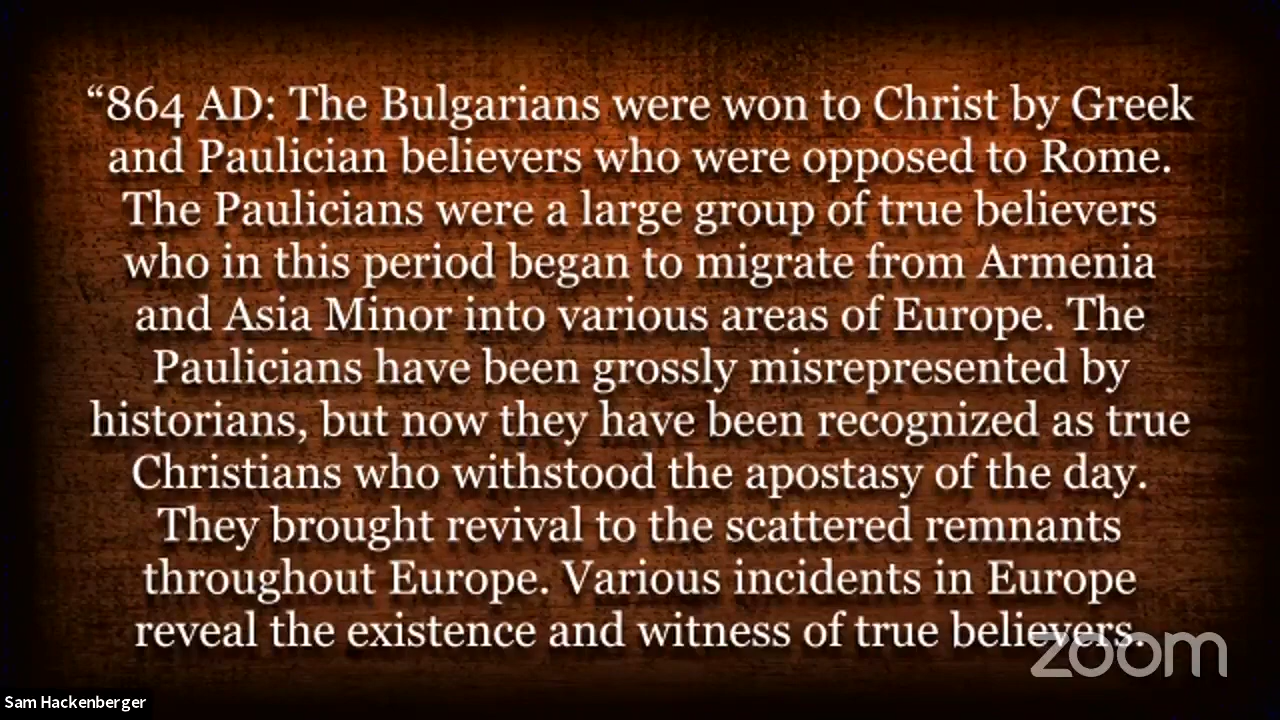 “864 AD: The Bulgarians were won to Christ by Greek
and Paulician believers who were opposed to Rome.
The Paulicians were a large group of true believers
who in this period began to migrate from Armenia
and Asia Minor into various areas of Europe. The
Paulicians have been grossly misrepresented by
historians, but now they have been recognized as true
Christians who withstood the apostasy of the day.
They brought revival to the scattered remnants
throughout Europe. Various incidents in Europe
reveal the existence and witness of true believers.
zoom
Sam Hackenberger